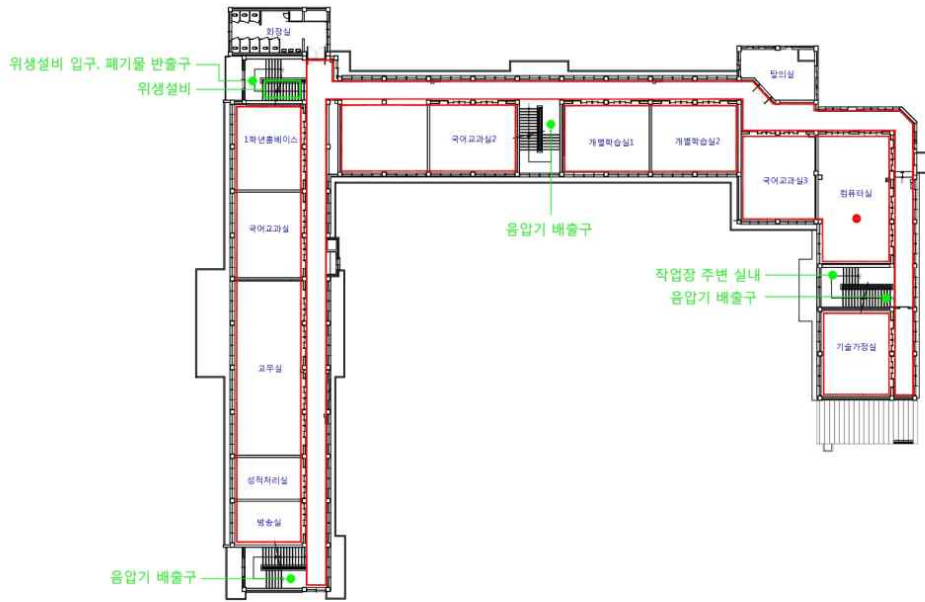 화장실
탈의실
위생설비 입구, 폐기물 반출구
위생설비
1학년홈베이스
국어교과실2
개별학습실1
개별학습실2
국어교과실3
컴퓨터실
국어교과실
음압기 배출구
작업장 주변 실내
음압기 배출구
기술가정실
교무실
성적처리실
방송실
음압기 배출구